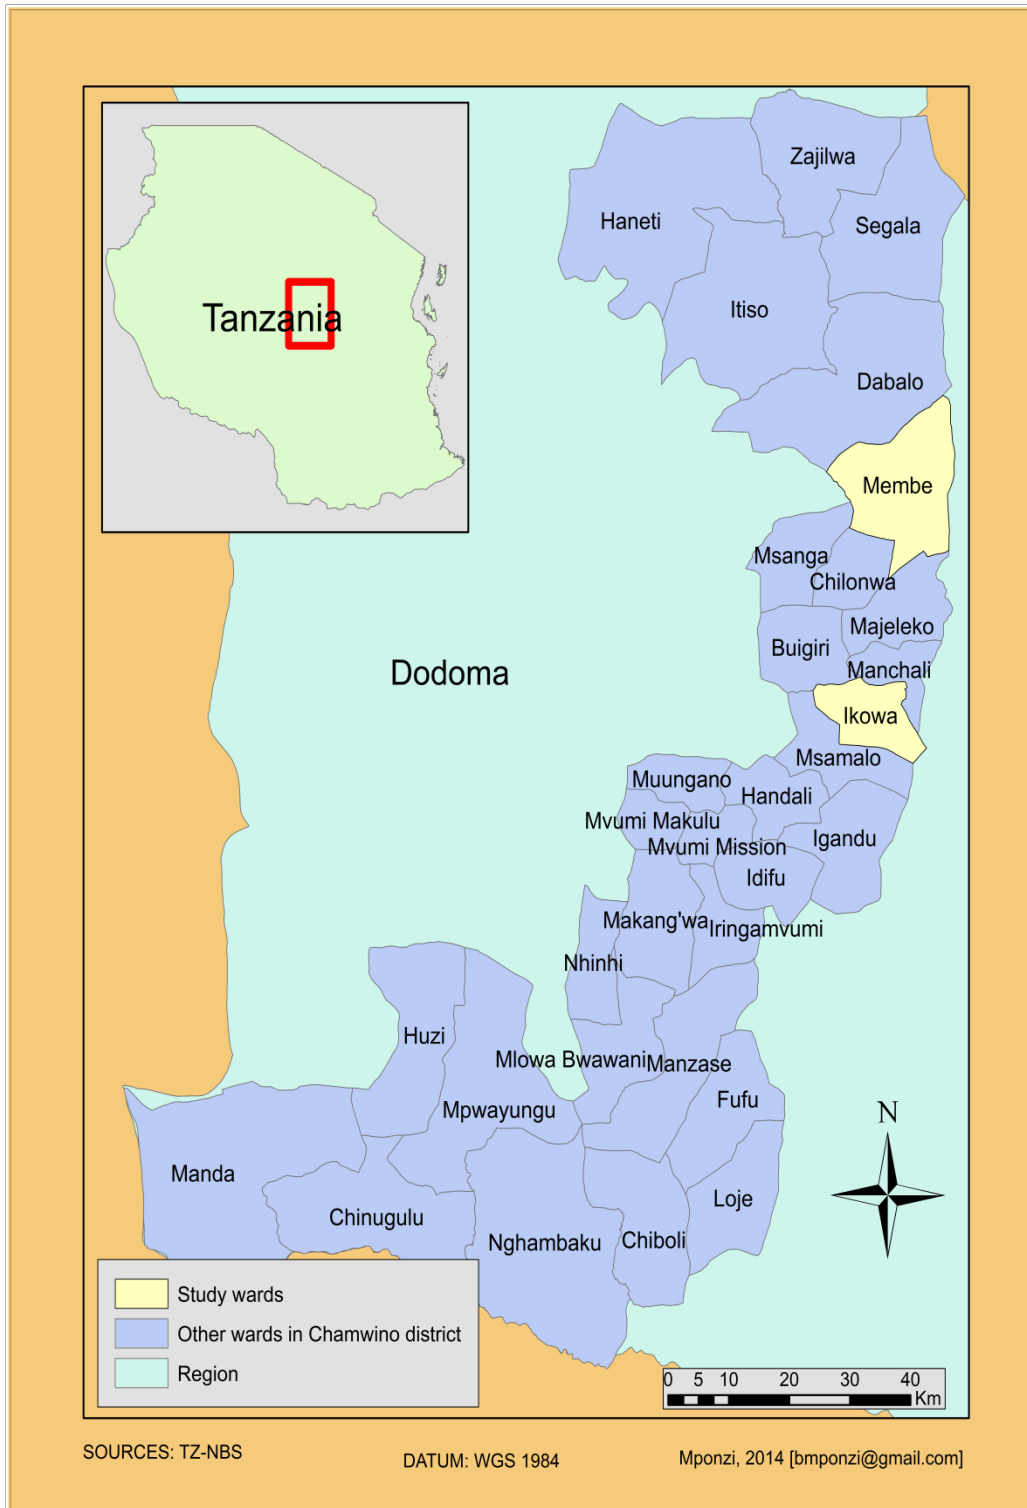 Zajilwa
Haneti
Segala
Tanzania
Itiso
Dabalo
Membe
Msanga
Chilonwa
Majeleko
Buigiri
Manchali
Dodoma
Ikowa
Msamalo
Muungano
Handali
Mvumi Makulu
Igandu
Mvumi Mission
Idifu
Makang'wa
Iringamvumi
Nhinhi
Huzi
Mlowa Bwawani
Manzase
Fufu
Mpwayungu
N
Manda
Loje
Chinugulu
Nghambaku
Chiboli
Study wards
Other wards in Chamwino district
Region
0 5 10 20 30 40
Km
SOURCES: TZ-NBS
DATUM: WGS 1984
Mponzi, 2014 [bmponzi@gmail.com]